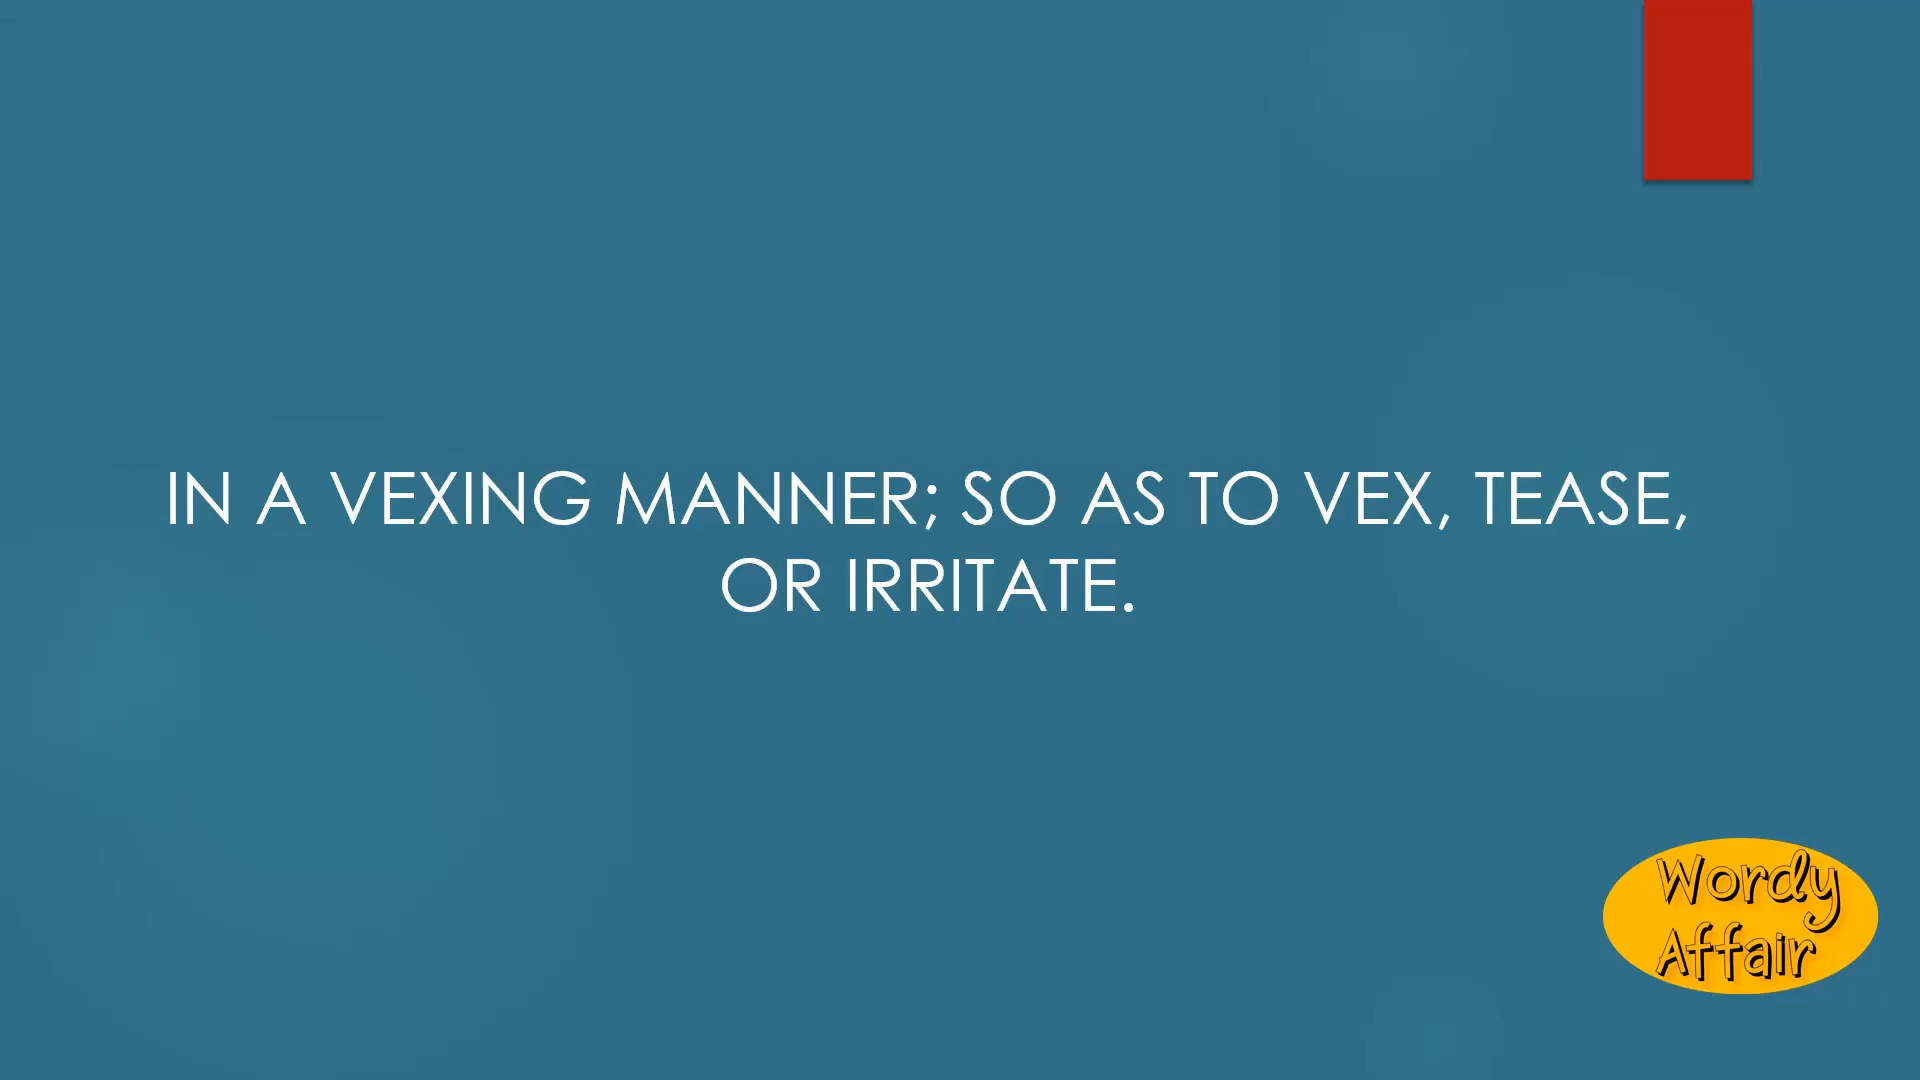 IN A VEXING MANNER; SO AS TO VEX, TEASE,
OR IRRITATE.
Wordy
Affair